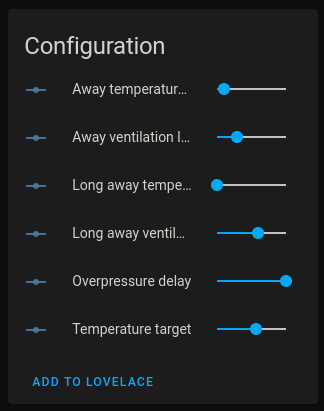 Configuration
Away temperatur…
Away ventilation l…
Long away tempe…
Long away ventil…
Overpressure delay
Temperature target
ADD TO LOVELACE